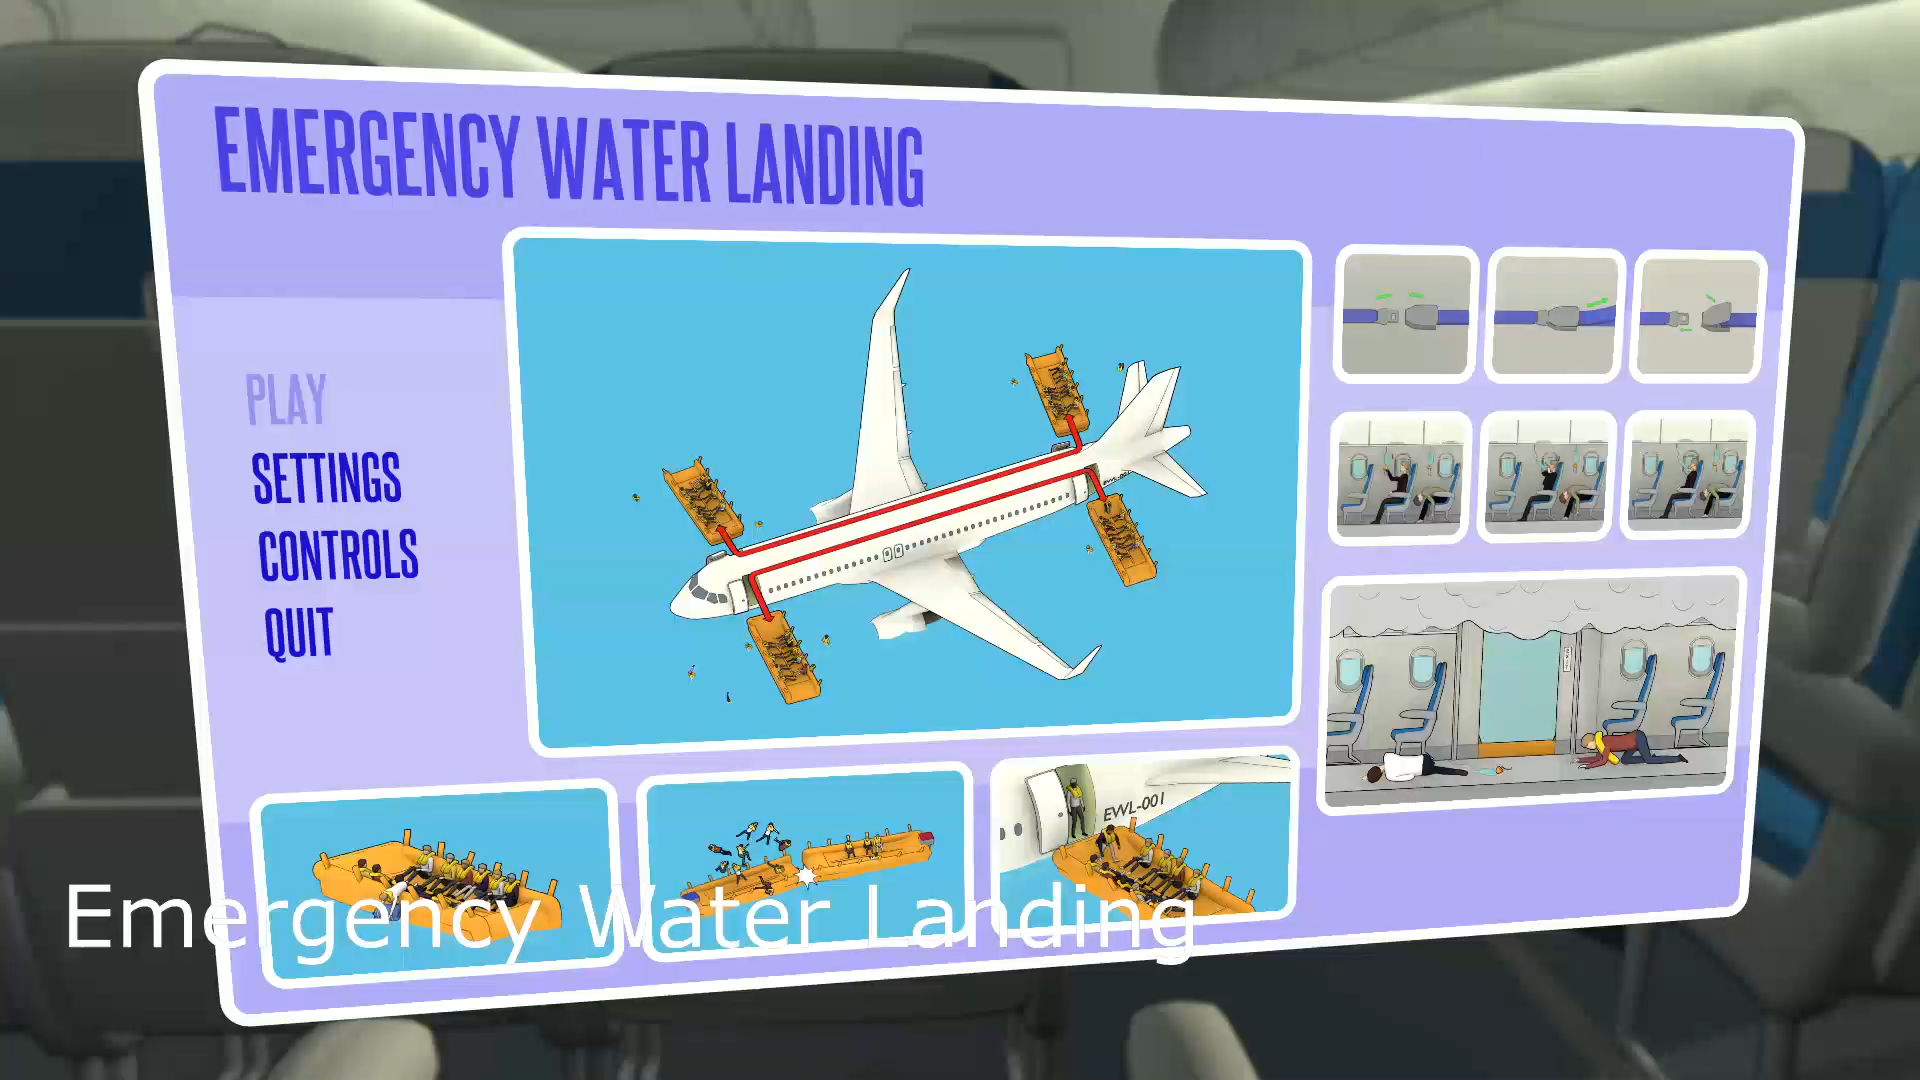 EMERGENCY WATER LANDING
PLAY
SETTINGS
CONTROLS
QUIT
EWL-001
Emergency Water Landing